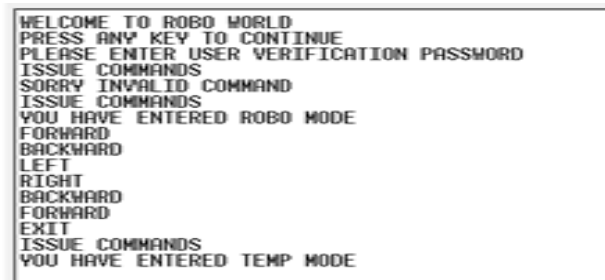 WELCOME TO ROBO WORLD
PRESS ANY KEY TO CONTINUE
PLEASE ENTER USER VERIFICATION PASSWORD
ISSUE COMMANDS
SORRY INVALID COMMAND
ISSUE COMMANDS
YOU HAVE ENTERED ROBO MODE
FORWARD
BACKWARD
LEFT
RIGHT
BACKWARD
FORWARD
EXIT
ISSUE COMMANDS
YOU HAVE ENTERED TEMP MODE